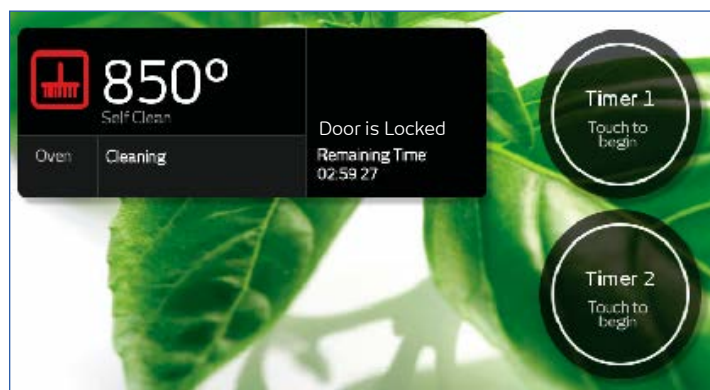 850°
Self Clean
Oven
Cleaning
Door is Locked
Remaining Time
02:59 27
Timer 1
Touch to
begin
Timer 2
Touch to
begin